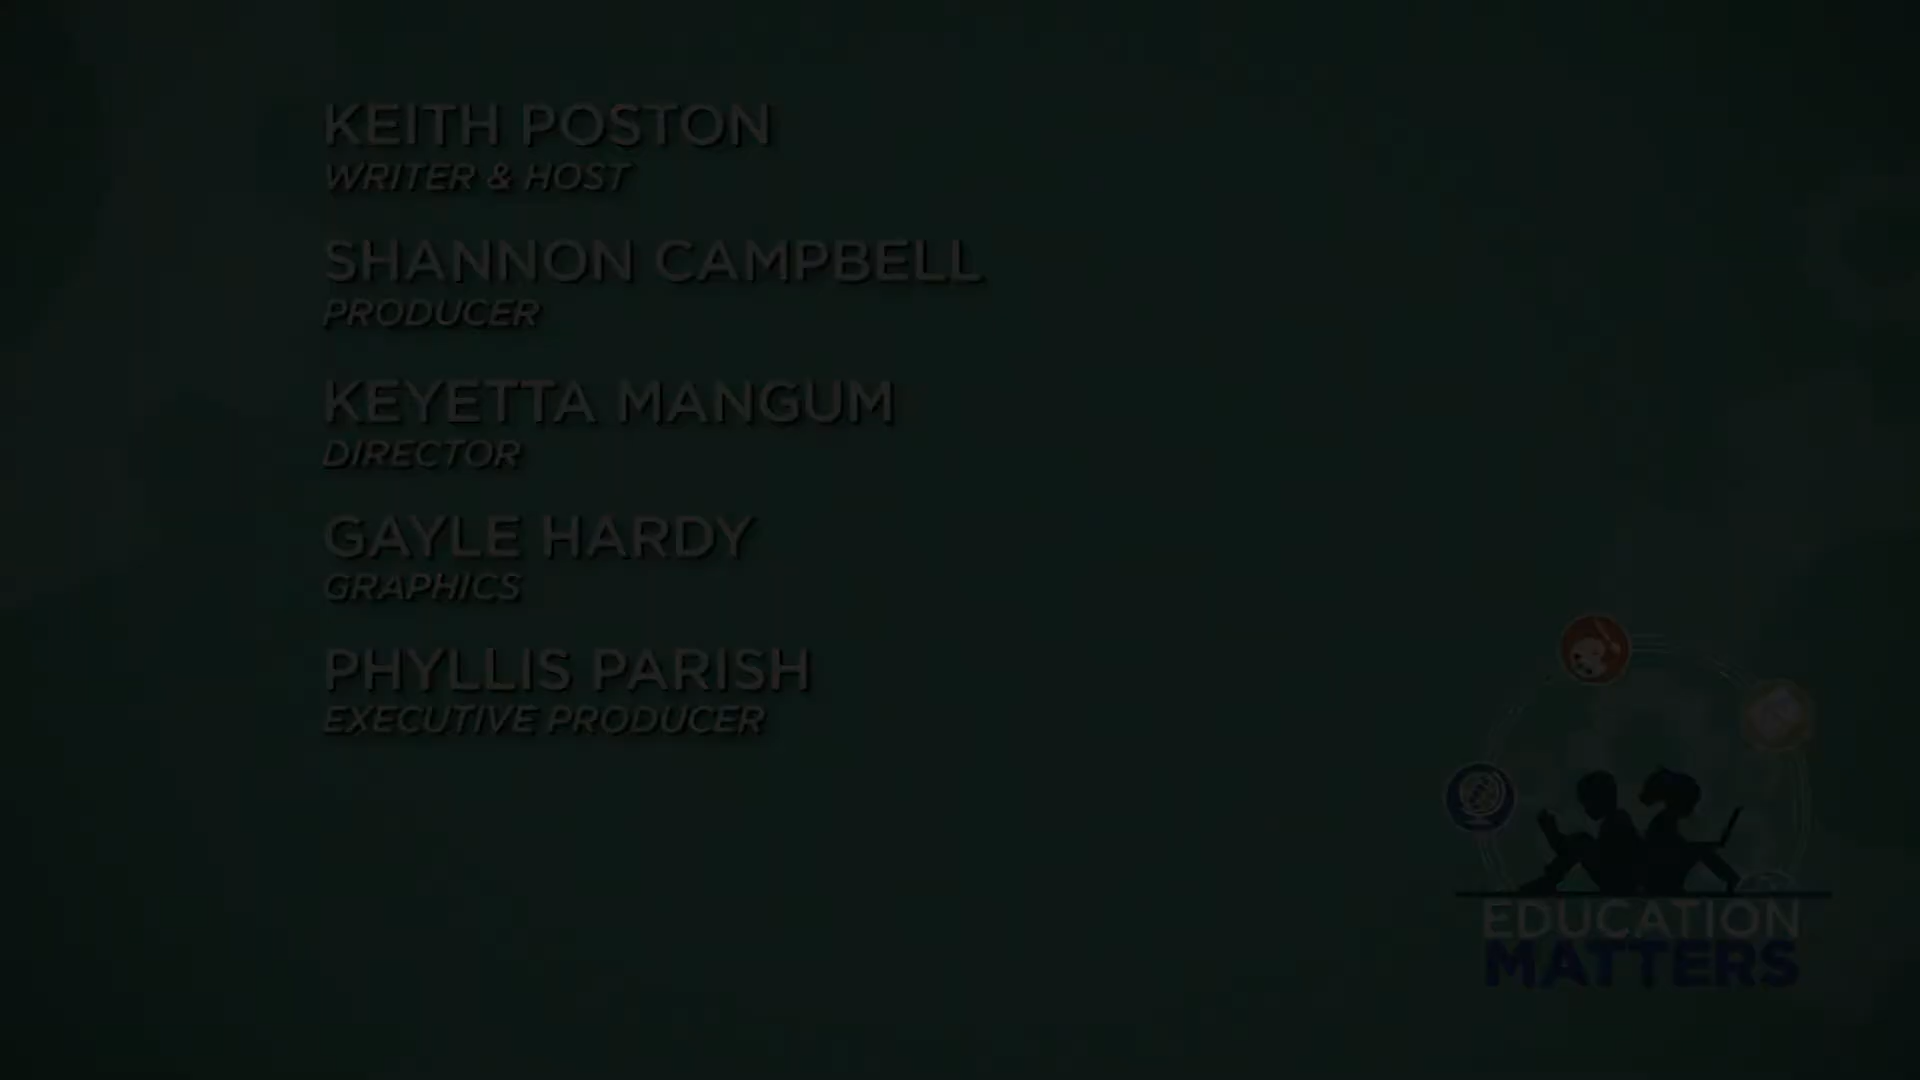 KEITH POSTON
WRITER & HOST
SHANNON CAMPBELL
PRODUCER
KEYETTA MANGUM
DIRECTOR
GAYLE HARDY
GRAPHICS
PHYLLIS PARISH
EXECUTIVE PRODUCER
EDUCATION
MATTERS